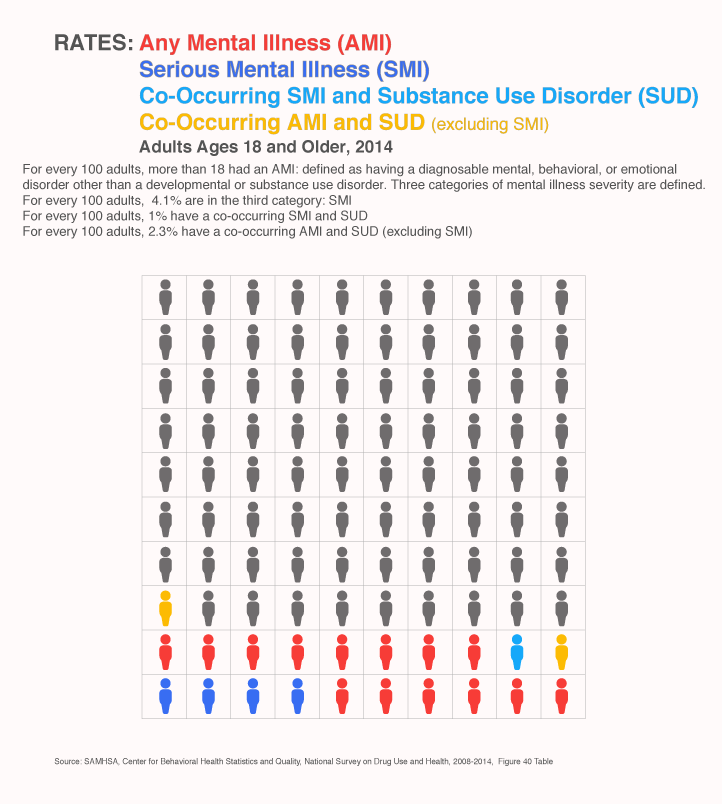 RATES: Any Mental Illness (AMI)
Serious Mental Illness (SMI)
Co-Occurring SMI and Substance Use Disorder (SUD)
Co-Occurring AMI and SUD (excluding SMI)
Adults Ages 18 and Older, 2014
For every 100 adults, more than 18 had an AMI: defined as having a diagnosable mental, behavioral, or emotional
disorder other than a developmental or substance use disorder. Three categories of mental illness severity are defined.
For every 100 adults, 4.1% are in the third category: SMI
For every 100 adults, 1% have a co-occurring SMI and SUD
For every 100 adults, 2.3% have a co-occurring AMI and SUD (excluding SMI)
Source: SAMHSA, Center for Behavioral Health Statistics and Quality, National Survey on Drug Use and Health, 2008-2014, Figure 40 Table